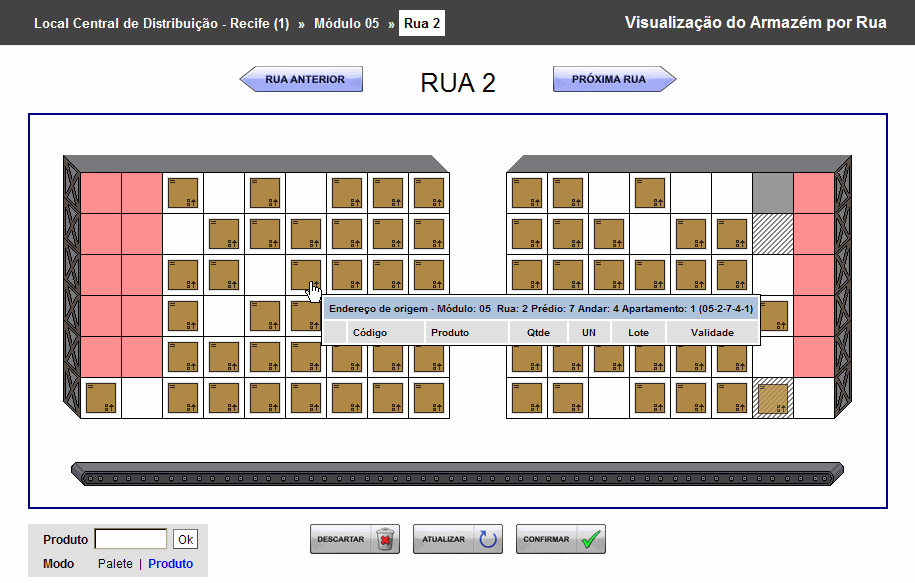 Local Central de Distribuição - Recife (1) » Módulo 05 » Rua 2
Visualização do Armazém por Rua
RUA ANTERIOR
RUA 2
PRÓXIMA RUA
Endereço de origem - Módulo: 05 Rua: 2 Prédio: 7 Andar: 4 Apartamento: 1 (05-2-7-4-1)
Código Produto Qtde UN Lote Validade
Produto Ok
Modo Palete | Produto
DESCARTAR
ATUALIZAR
CONFIRMAR